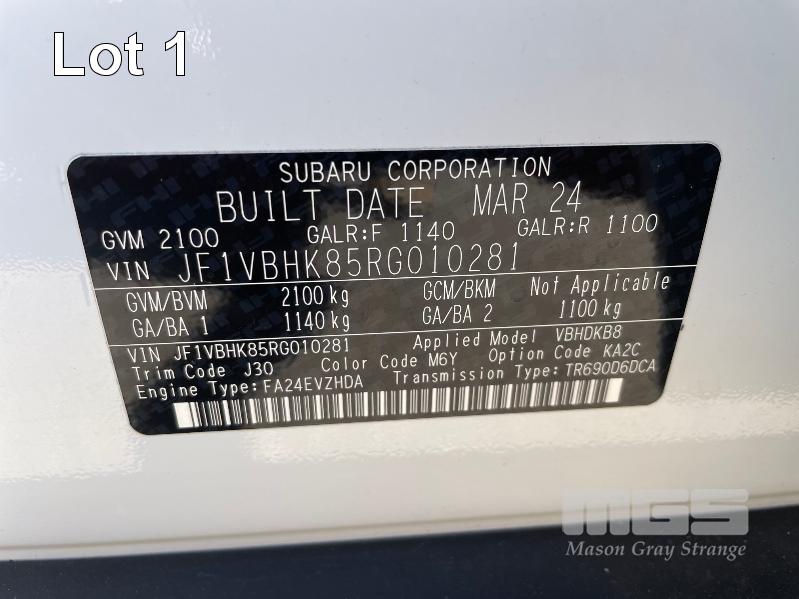 Lot 1
SUBARU CORPORATION
BUILT DATE MAR 24
GVM 2100 GALR:F 1140 GALR:R 1100
VIN JF1VBHK85RG010281
GVM/BVM 2100 kg GCM/BKM Not Applicable
GA/BA 1 1140 kg GA/BA 2 1100 kg
VIN JF1VBHK85RG010281 Applied Model VBHDKB8
Trim Code J30 Color Code M6Y Option Code KA2C
Engine Type:FA24EVZHDA Transmission Type:TR690D6DCA
MGS
Mason Gray Strange